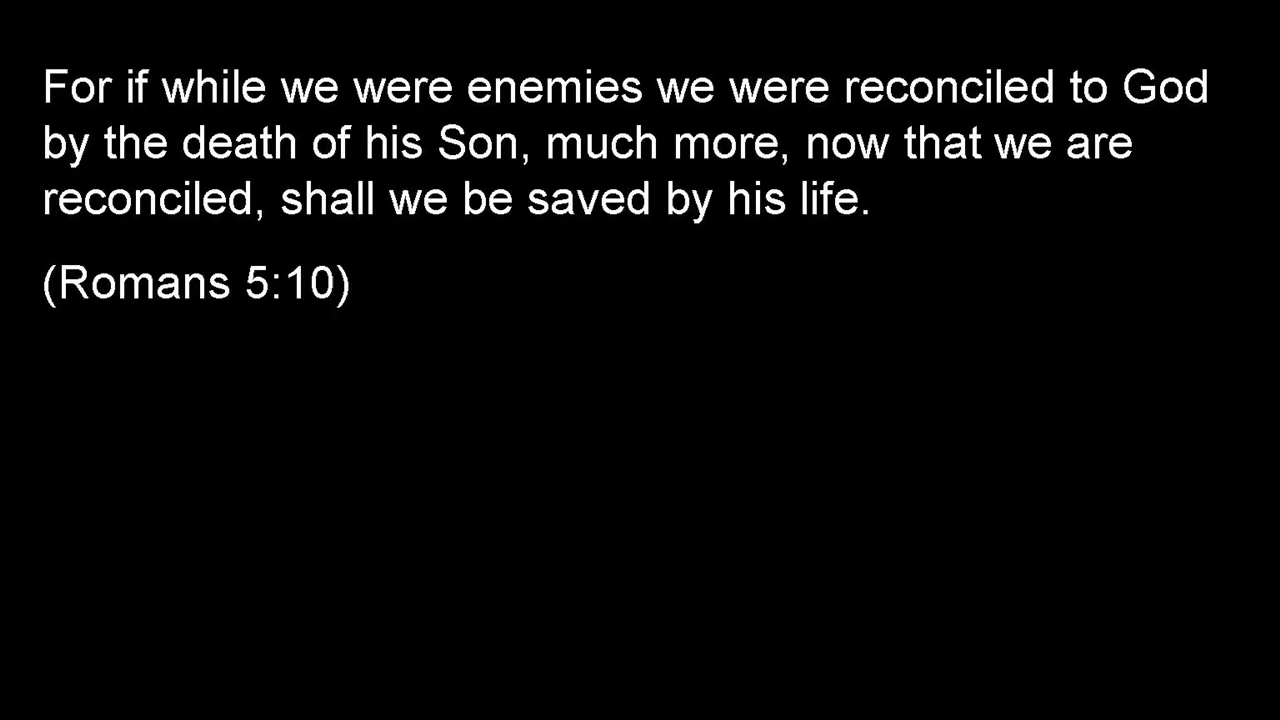 For if while we were enemies we were reconciled to God
by the death of his Son, much more, now that we are
reconciled, shall we be saved by his life.
(Romans 5:10)